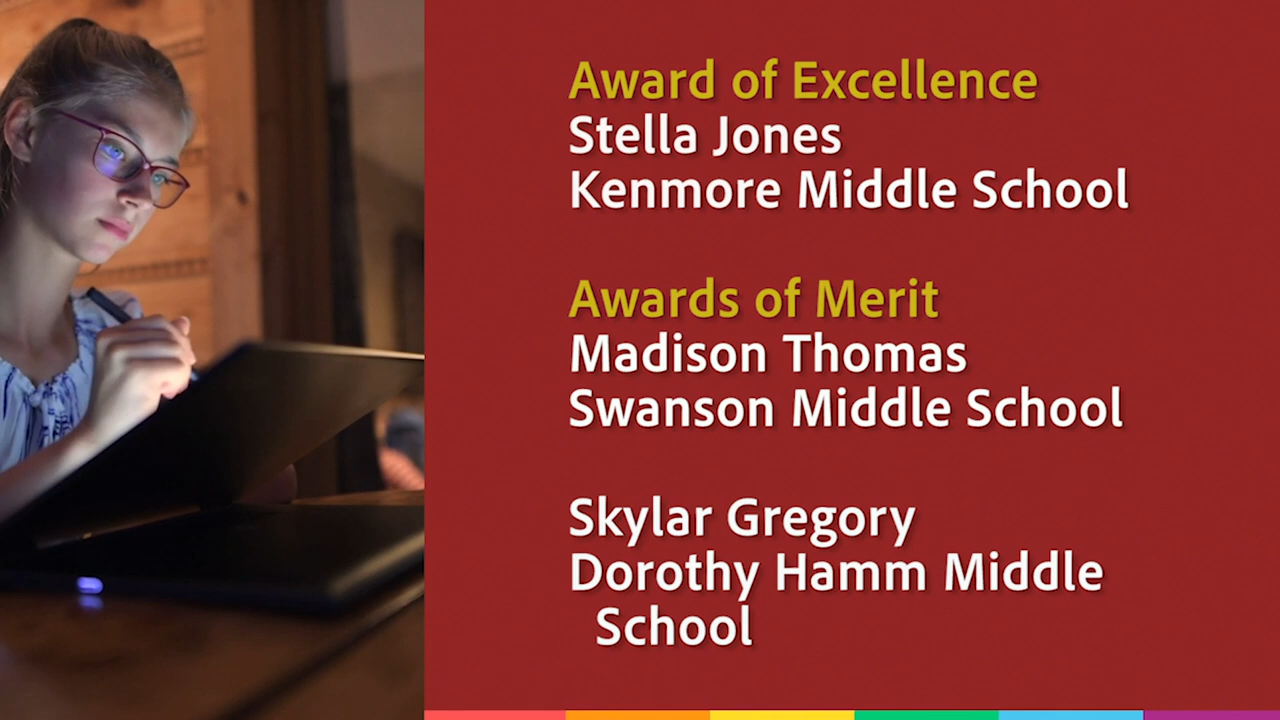 Award of Excellence
Stella Jones
Kenmore Middle School
Awards of Merit
Madison Thomas
Swanson Middle School
Skylar Gregory
Dorothy Hamm Middle
School